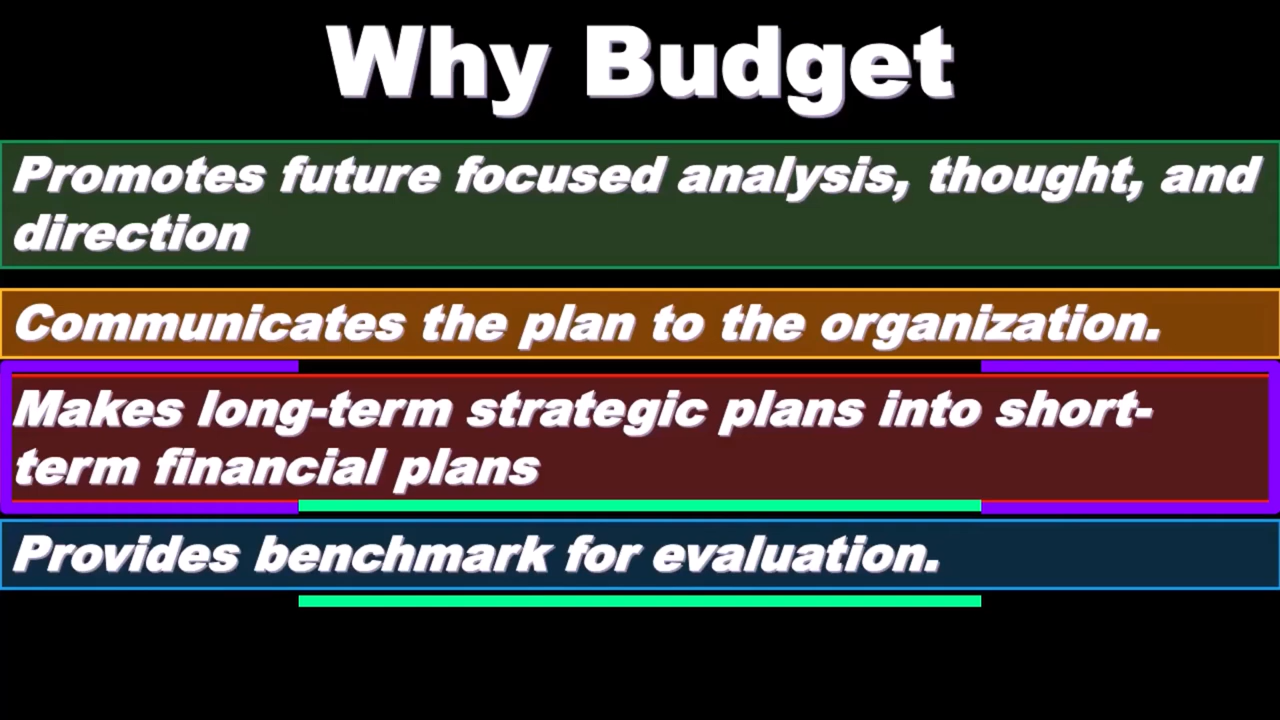 Why Budget
Promotes future focused analysis, thought, and
direction
Communicates the plan to the organization.
Makes long-term strategic plans into short-
term financial plans
Provides benchmark for evaluation.